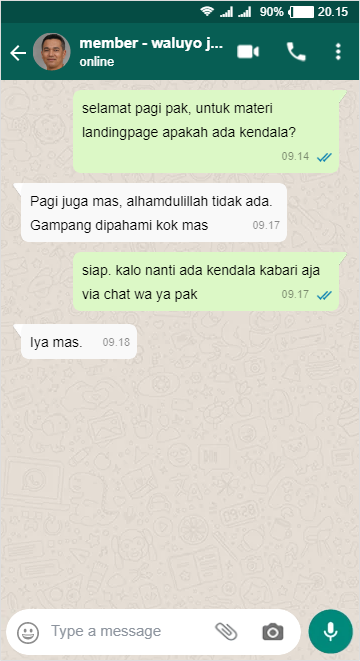 90% 20.15
member - waluyo j...
online
selamat pagi pak, untuk materi
landingpage apakah ada kendala?
09.14
Pagi juga mas, alhamdulillah tidak ada.
Gampang dipahami kok mas 09.17
siap. kalo nanti ada kendala kabari aja
via chat wa ya pak 09.17
Iya mas. 09.18
Type a message